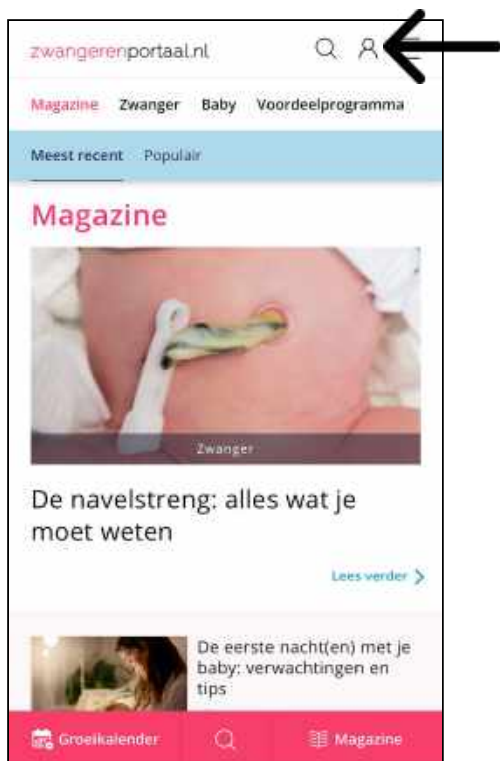 zwangerenportaal.nl
Magazine Zwanger Baby Voordeelprogramma
Meest recent Populair
Magazine
Zwanger
De navelstreng: alles wat je
moet weten
Lees verder
De eerste nacht(en) met je
baby: verwachtingen en
tips
Groeikalender Magazine